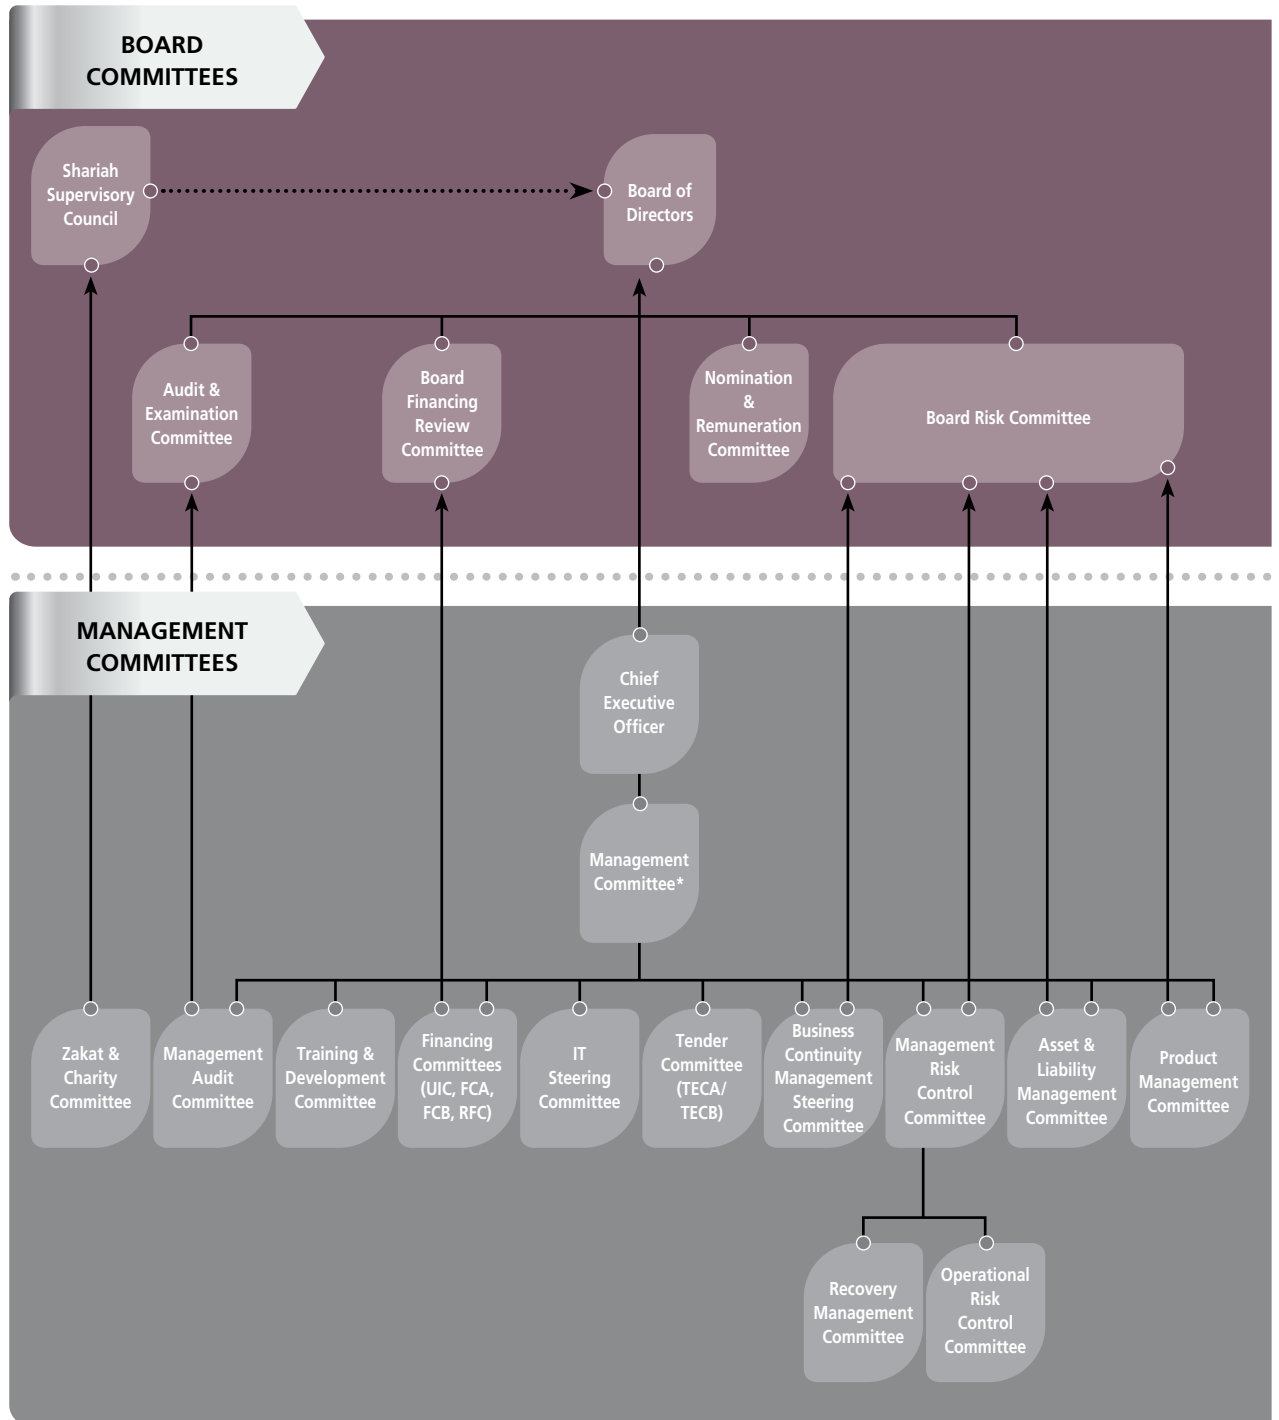 BOARD
COMMITTEES
Shariah
Supervisory
Council
Board of
Directors
Audit &
Examination
Committee
Board
Financing
Review
Committee
Nomination
&
Remuneration
Committee
Board Risk Committee
MANAGEMENT
COMMITTEES
Chief
Executive
Officer
Management
Committee*
Zakat &
Charity
Committee
Management
Audit
Committee
Training &
Development
Committee
Financing
Committees
(UIC, FCA,
FCB, RFC)
IT
Steering
Committee
Tender
Committee
(TECA/
TECB)
Business
Continuity
Management
Steering
Committee
Management
Risk
Control
Committee
Asset &
Liability
Management
Committee
Product
Management
Committee
Recovery
Management
Committee
Operational
Risk
Control
Committee